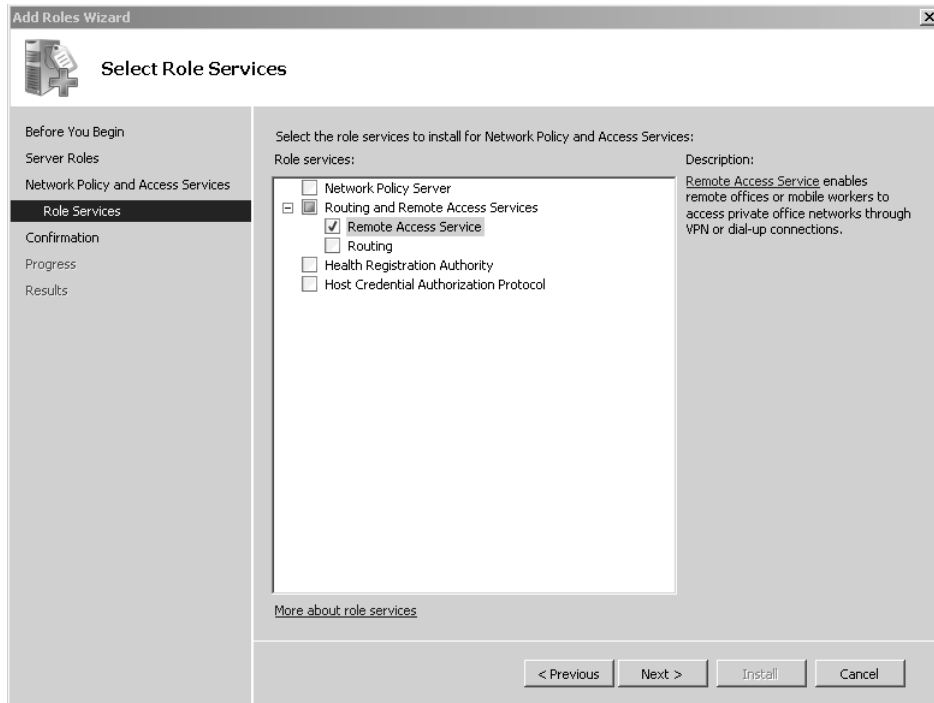 Add Roles Wizard
Select Role Services
Before You Begin
Server Roles
Network Policy and Access Services
Role Services
Confirmation
Progress
Results
Select the role services to install for Network Policy and Access Services:
Role services:
Network Policy Server
Routing and Remote Access Services
Remote Access Service
Routing
Health Registration Authority
Host Credential Authorization Protocol
More about role services
Description:
Remote Access Service enables
remote offices or mobile workers to
access private office networks through
VPN or dial-up connections.
< Previous
Next >
Install
Cancel